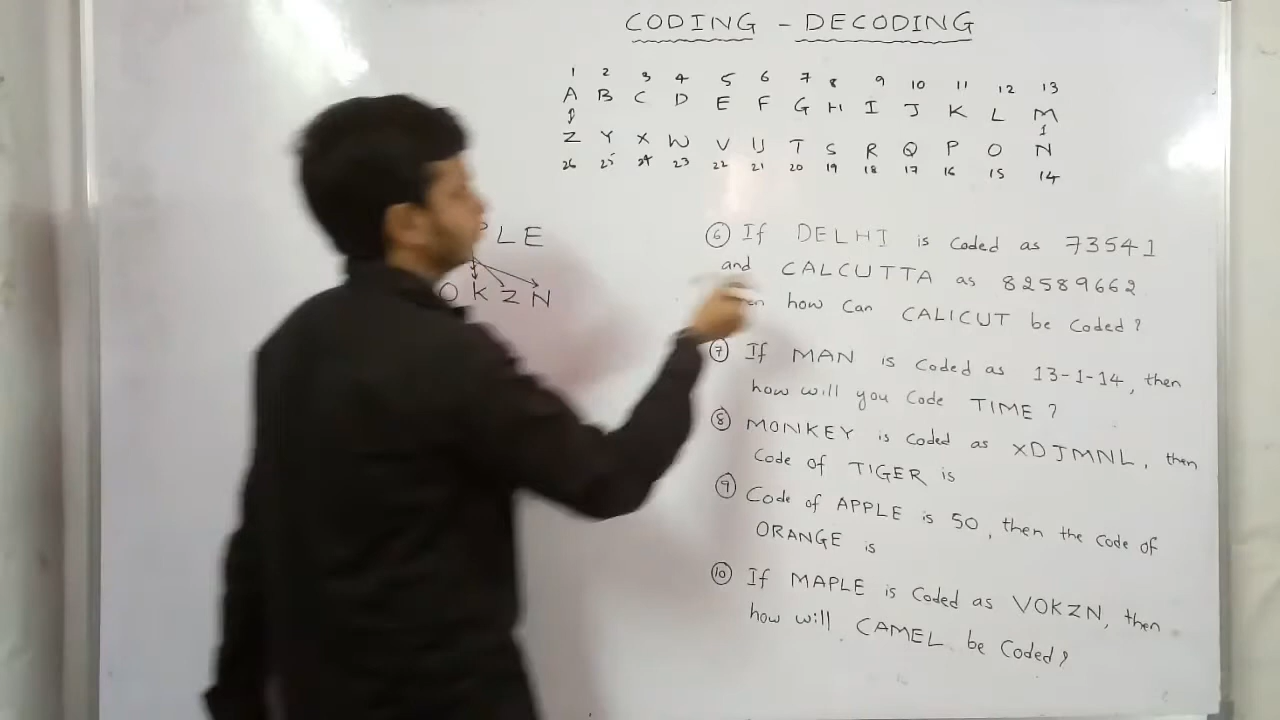 CODING - DECODING
1 2 3 4 5 6 7 8 9 10 11 12 13
A B C D E F G H I J K L M
Z Y X W V U T S R Q P O N
26 25 24 23 22 21 20 19 18 17 16 15 14
PLE
OKZN
⑥ If DELHI is coded as 73541
and CALCUTTA as 82589662
how can CALICUT be coded?
⑦ If MAN is coded as 13-1-14, then
how will you code TIME?
⑧ MONKEY is coded as XDJMNL, then
code of TIGER is
⑨ Code of APPLE is 50, then the code of
ORANGE is
⑩ If MAPLE is coded as VOKZN, then
how will CAMEL be coded?